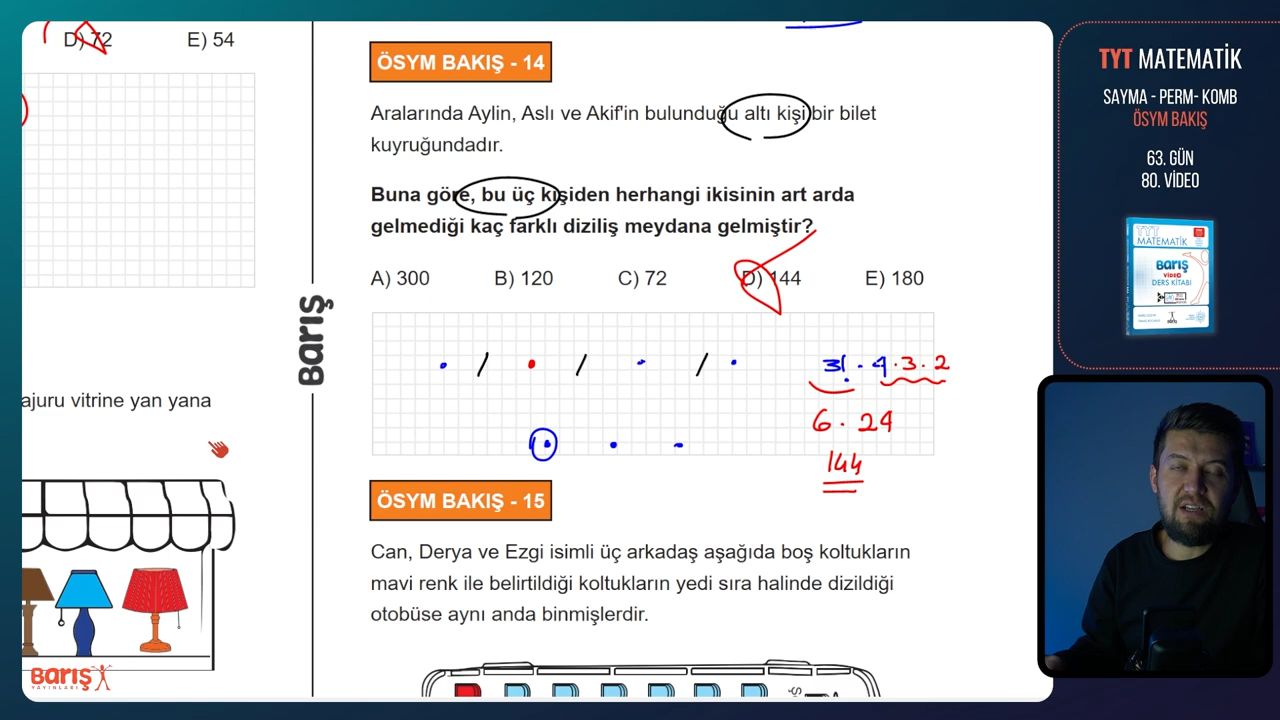 D) 72 E) 54
ajuru vitrine yan yana
BARIŞ
YAYINLARI
BARIŞ
ÖSYM BAKIŞ - 14
Aralarında Aylin, Aslı ve Akif'in bulunduğu altı kişi bir bilet
kuyruğundadır.
Buna göre, bu üç kişiden herhangi ikisinin art arda
gelmediği kaç farklı diziliş meydana gelmiştir?
A) 300 B) 120 C) 72 D) 144 E) 180
3! . 4 . 3 . 2
6 . 24
144
ÖSYM BAKIŞ - 15
Can, Derya ve Ezgi isimli üç arkadaş aşağıda boş koltukların
mavi renk ile belirtildiği koltukların yedi sıra halinde dizildiği
otobüse aynı anda binmişlerdir.
TYT MATEMATİK
SAYMA - PERM- KOMB
ÖSYM BAKIŞ
63. GÜN
80. VİDEO
TYT
MATEMATİK
BARIŞ
VİDEO
DERS KİTABI